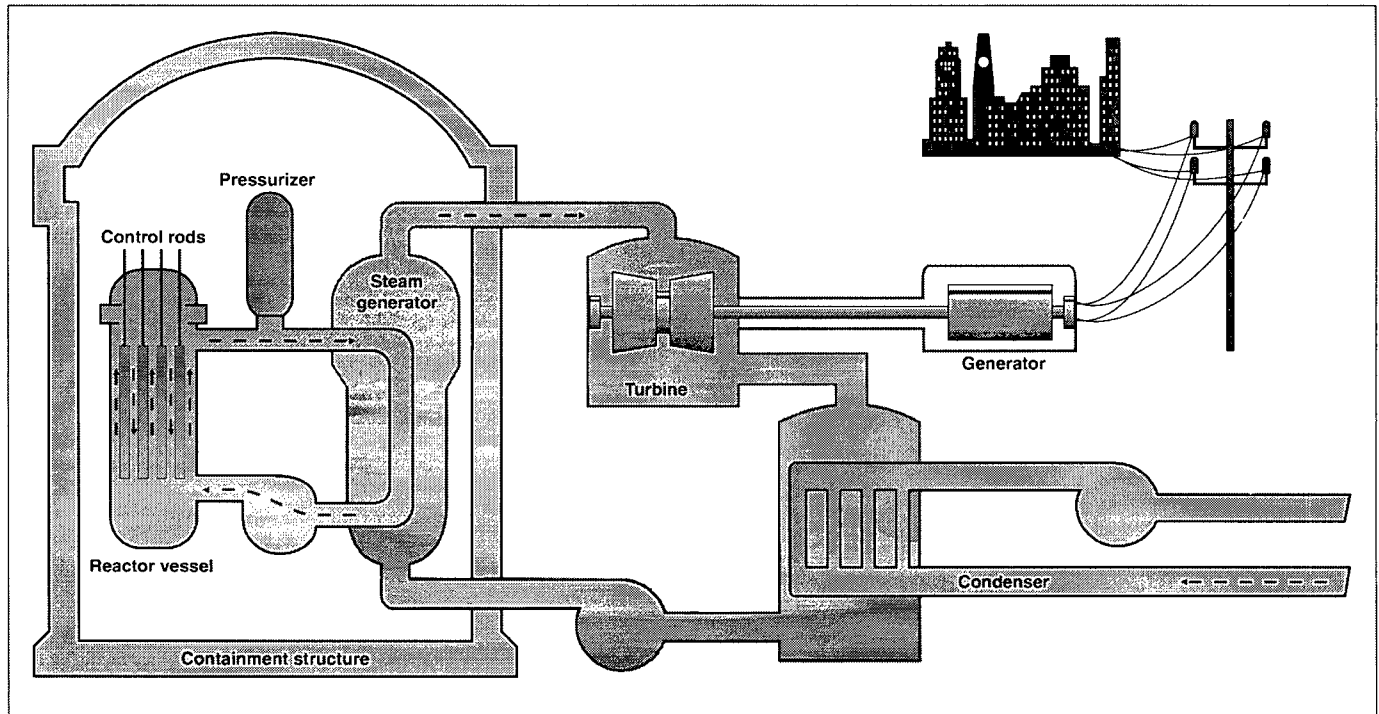 Pressurizer
Control rods
Steam
generator
Generator
Turbine
Reactor vessel
Condenser
Containment structure